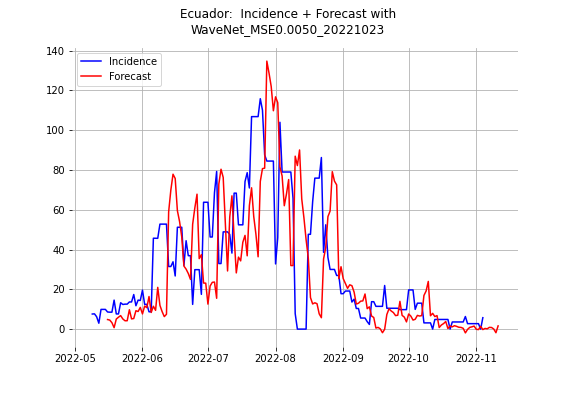 Ecuador:  Incidence + Forecast with
WaveNet_MSE0.0050_20221023
Incidence
Forecast
140
120
100
80
60
40
20
0
2022-05 2022-06 2022-07 2022-08 2022-09 2022-10 2022-11